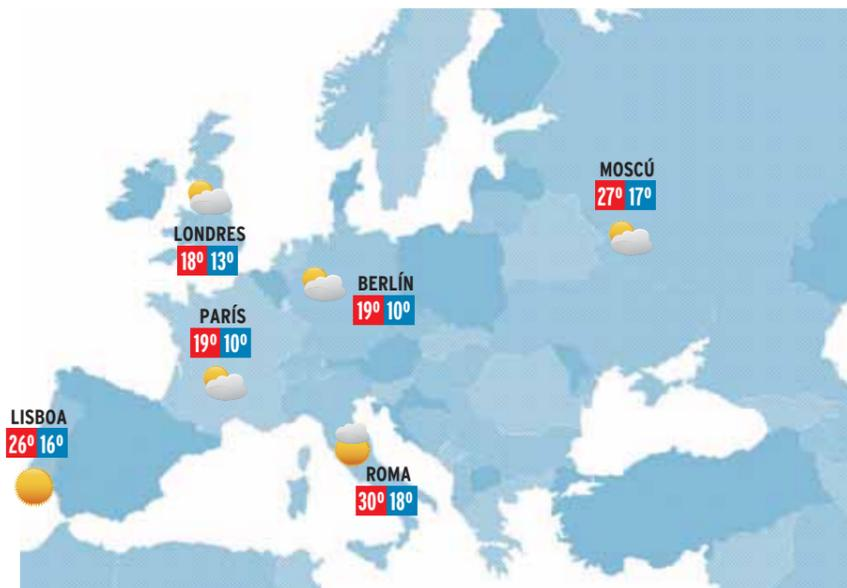 MOSCÚ
27º 17º
LONDRES
18º 13º
BERLÍN
19º 10º
PARÍS
19º 10º
LISBOA
26º 16º
ROMA
30º 18º